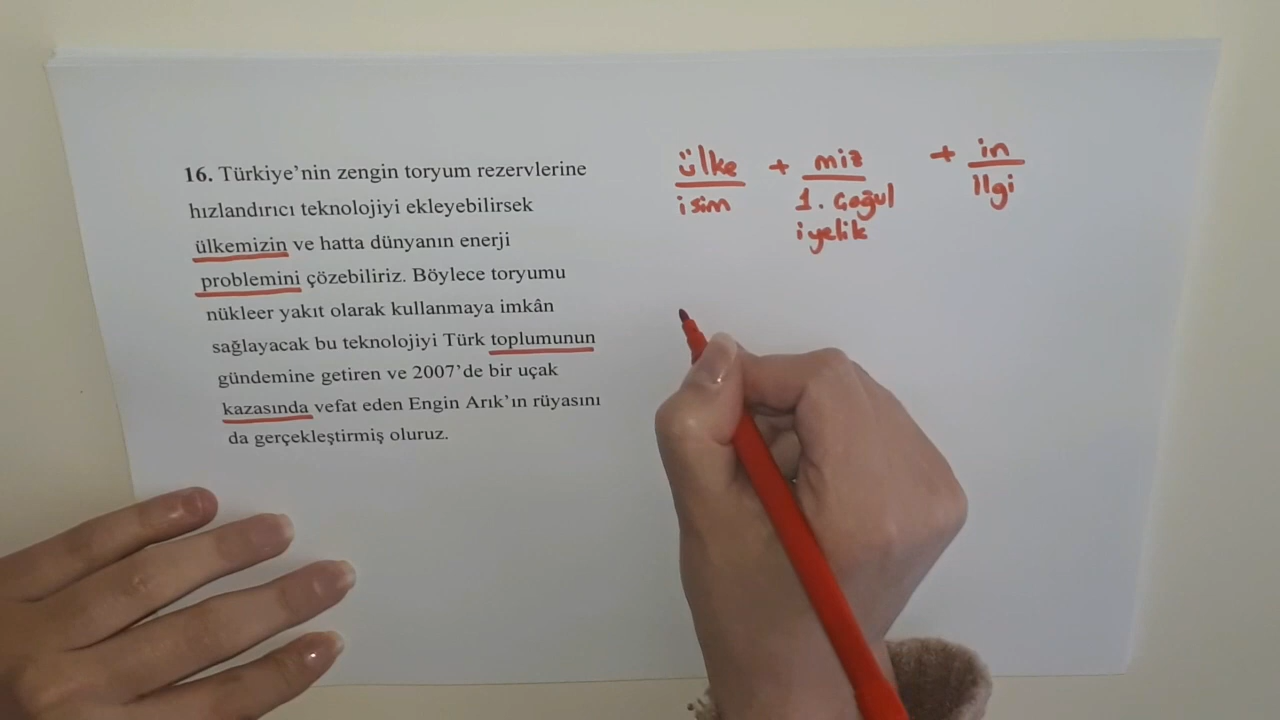 16. Türkiye'nin zengin toryum rezervlerine
hızlandırıcı teknolojiyi ekleyebilirsek
ülkemizin ve hatta dünyanın enerji
problemini çözebiliriz. Böylece toryumu
nükleer yakıt olarak kullanmaya imkân
sağlayacak bu teknolojiyi Türk toplumunun
gündemine getiren ve 2007'de bir uçak
kazasında vefat eden Engin Arık'ın rüyasını
da gerçekleştirmiş oluruz.
ülke + miz + in
isim 1. çoğul İlgi
iyelik